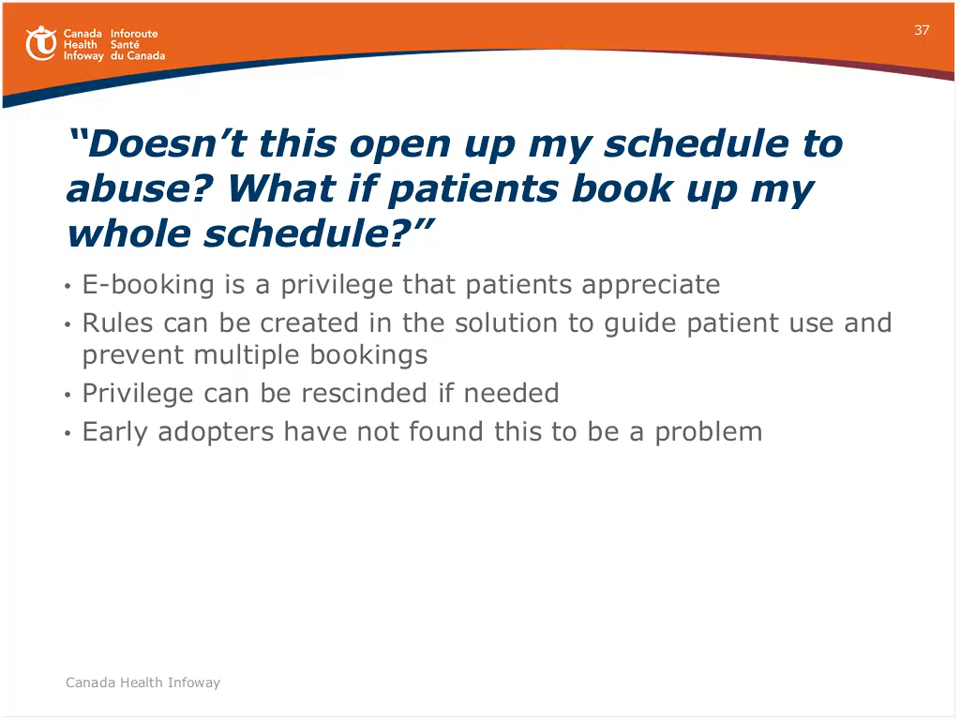 37
Canada Inforoute
Health Santé
Infoway du Canada
“Doesn’t this open up my schedule to
abuse? What if patients book up my
whole schedule?”
• E-booking is a privilege that patients appreciate
• Rules can be created in the solution to guide patient use and
prevent multiple bookings
• Privilege can be rescinded if needed
• Early adopters have not found this to be a problem
Canada Health Infoway